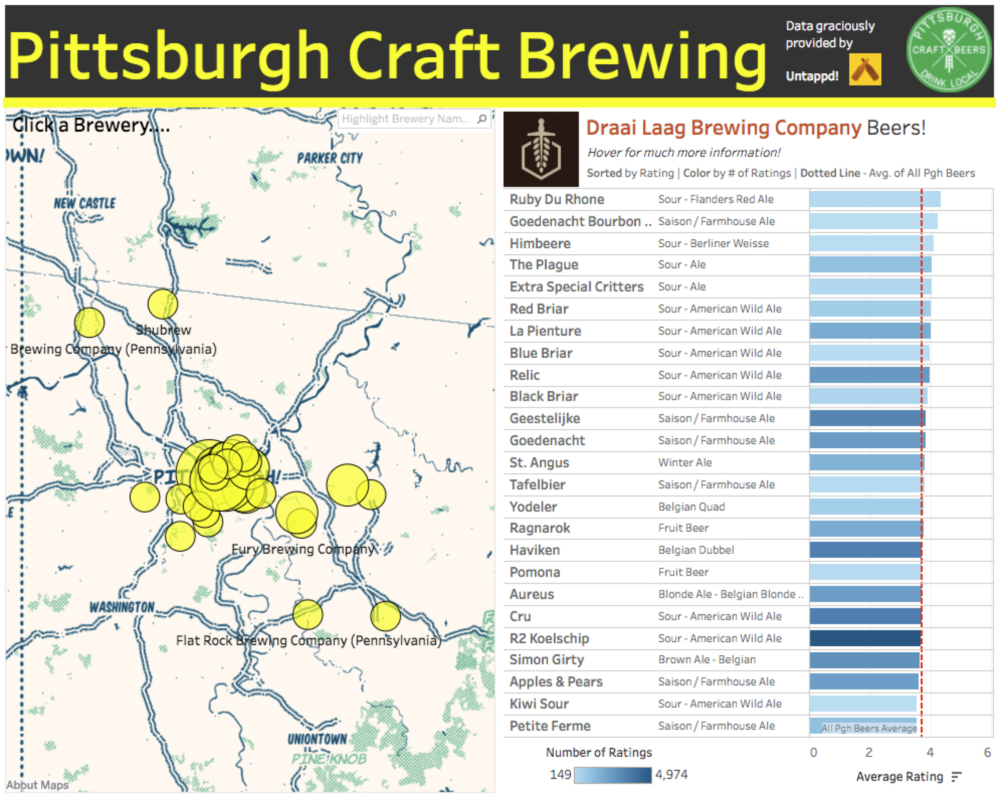 Pittsburgh Craft Brewing
Data graciously
provided by
Untappd!
PITTSBURGH
CRAFT BEERS
DRINK LOCAL
Click a Brewery....
Highlight Brewery Nam..
OWN!
PARKER CITY
NEW CASTLE
Shubrew
Brewing Company (Pennsylvania)
PIT
H!
E
Fury Brewing Company
WASHINGTON
Flat Rock Brewing Company (Pennsylvania)
UNIONTOWN
PINE KNOB
About Maps
Draai Laag Brewing Company Beers!
Hover for much more information!
Sorted by Rating | Color by # of Ratings | Dotted Line - Avg. of All Pgh Beers
Ruby Du Rhone Sour - Flanders Red Ale
Goedenacht Bourbon .. Saison / Farmhouse Ale
Himbeere Sour - Berliner Weisse
The Plague Sour - Ale
Extra Special Critters Sour - Ale
Red Briar Sour - American Wild Ale
La Pienture Sour - American Wild Ale
Blue Briar Sour - American Wild Ale
Relic Sour - American Wild Ale
Black Briar Sour - American Wild Ale
Geestelijke Saison / Farmhouse Ale
Goedenacht Saison / Farmhouse Ale
St. Angus Winter Ale
Tafelbier Saison / Farmhouse Ale
Yodeler Belgian Quad
Ragnarok Fruit Beer
Haviken Belgian Dubbel
Pomona Fruit Beer
Aureus Blonde Ale - Belgian Blonde ..
Cru Sour - American Wild Ale
R2 Koelschip Sour - American Wild Ale
Simon Girty Brown Ale - Belgian
Apples & Pears Saison / Farmhouse Ale
Kiwi Sour Sour - American Wild Ale
Petite Ferme Saison / Farmhouse Ale
All Pgh Beers Average
0 2 4 6
Average Rating
Number of Ratings
149 4,974